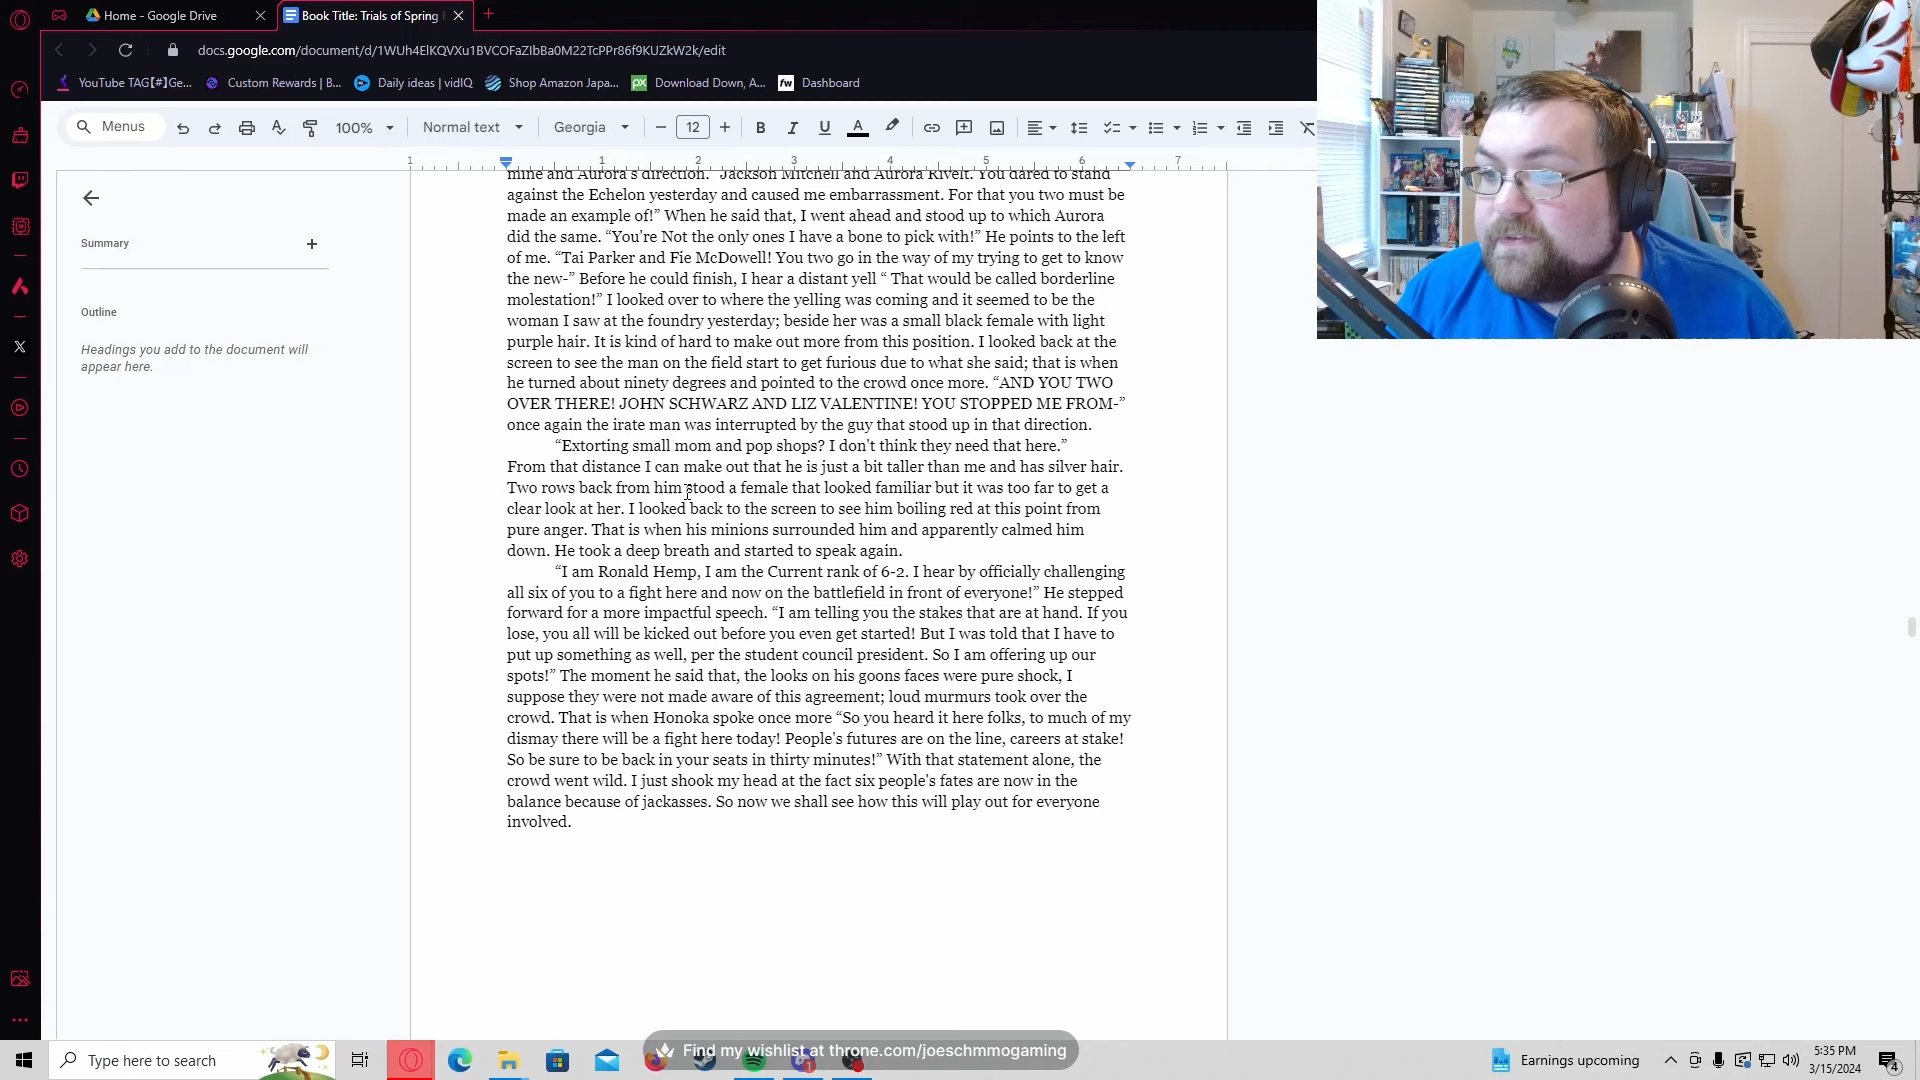 Home - Google Drive
Book Title: Trials of Spring
docs.google.com/document/d/1WUh4ElKQVXu1BVCOFaZIbBa0M22TcPPr86f9KUZkW2k/edit
YouTube TAG【#】Ge...
Custom Rewards | B...
Daily ideas | vidIQ
Shop Amazon Japa...
Download Down, A...
Dashboard
Menus
100%
Normal text
Georgia
12
1 1 2 3 4 5 6 7
Summary
Outline
Headings you add to the document will
appear here.
mine and Aurora's direction. “Jackson Mitchell and Aurora Rivelt. You dared to stand
against the Echelon yesterday and caused me embarrassment. For that you two must be
made an example of!” When he said that, I went ahead and stood up to which Aurora
did the same. “You're Not the only ones I have a bone to pick with!” He points to the left
of me. “Tai Parker and Fie McDowell! You two go in the way of my trying to get to know
the new-” Before he could finish, I hear a distant yell “ That would be called borderline
molestation!” I looked over to where the yelling was coming and it seemed to be the
woman I saw at the foundry yesterday; beside her was a small black female with light
purple hair. It is kind of hard to make out more from this position. I looked back at the
screen to see the man on the field start to get furious due to what she said; that is when
he turned about ninety degrees and pointed to the crowd once more. “AND YOU TWO
OVER THERE! JOHN SCHWARZ AND LIZ VALENTINE! YOU STOPPED ME FROM-”
once again the irate man was interrupted by the guy that stood up in that direction.
“Extorting small mom and pop shops? I don't think they need that here.”
From that distance I can make out that he is just a bit taller than me and has silver hair.
Two rows back from him stood a female that looked familiar but it was too far to get a
clear look at her. I looked back to the screen to see him boiling red at this point from
pure anger. That is when his minions surrounded him and apparently calmed him
down. He took a deep breath and started to speak again.
“I am Ronald Hemp, I am the Current rank of 6-2. I hear by officially challenging
all six of you to a fight here and now on the battlefield in front of everyone!” He stepped
forward for a more impactful speech. “I am telling you the stakes that are at hand. If you
lose, you all will be kicked out before you even get started! But I was told that I have to
put up something as well, per the student council president. So I am offering up our
spots!” The moment he said that, the looks on his goons faces were pure shock, I
suppose they were not made aware of this agreement; loud murmurs took over the
crowd. That is when Honoka spoke once more “So you heard it here folks, to much of my
dismay there will be a fight here today! People's futures are on the line, careers at stake!
So be sure to be back in your seats in thirty minutes!” With that statement alone, the
crowd went wild. I just shook my head at the fact six people's fates are now in the
balance because of jackasses. So now we shall see how this will play out for everyone
involved.
Find my wishlist at throne.com/joeschmmogaming
Type here to search
Earnings upcoming
5:35 PM
3/15/2024
4